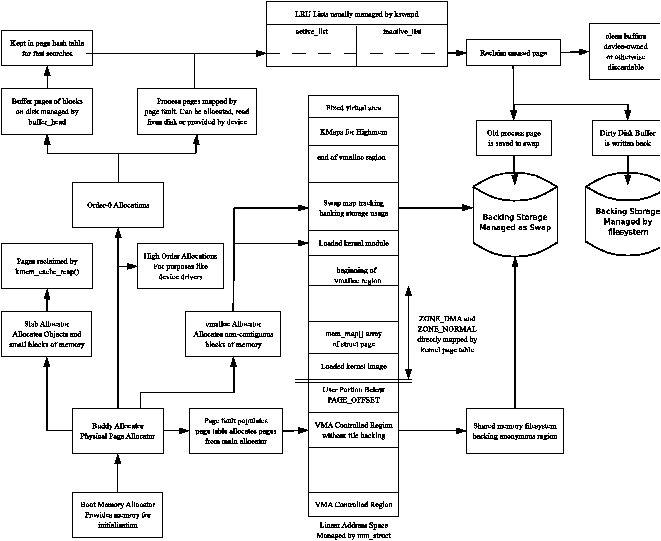 LRU Lists usually managed by kswapd
active_list
inactive_list
Kept in page hash table
for fast searches.
Reclaim unused page
clean buffers
device-owned
or otherwise
discardable
Buffer pages of blocks
on disk managed by
buffer_head
Process pages mapped by
page fault. Can be allocated, read
from disk or provided by device
Fixed virtual area
KMaps for Highmem
end of vmalloc region
Old process page
is saved to swap
Dirty Disk Buffer
is written back
Order-0 Allocations
Swap map tracking
backing storage usage
Backing Storage
Managed as Swap
Backing Storage
Managed by
filesystem
Loaded kernel module
Pages reclaimed by
kmem_cache_reap()
High Order Allocations
For purposes like
device drivers
beginning of
vmalloc region
Slab Allocator
Allocates Objects and
small blocks of memory
vmalloc Allocator
Allocates non-contiguous
blocks of memory
mem_map[] array
of struct page
ZONE_DMA and
ZONE_NORMAL
directly mapped by
kernel page table
Loaded kernel image
User Portion Below
PAGE_OFFSET
Buddy Allocator
Physical Page Allocator
Page fault populates
page table allocates pages
from main allocator
VMA Controlled Region
without file backing
Shared memory filesystem
backing anonymous region
Boot Memory Allocator
Provides memory for
initialisation
VMA Controlled Region
Linear Address Space
Managed by mm_struct